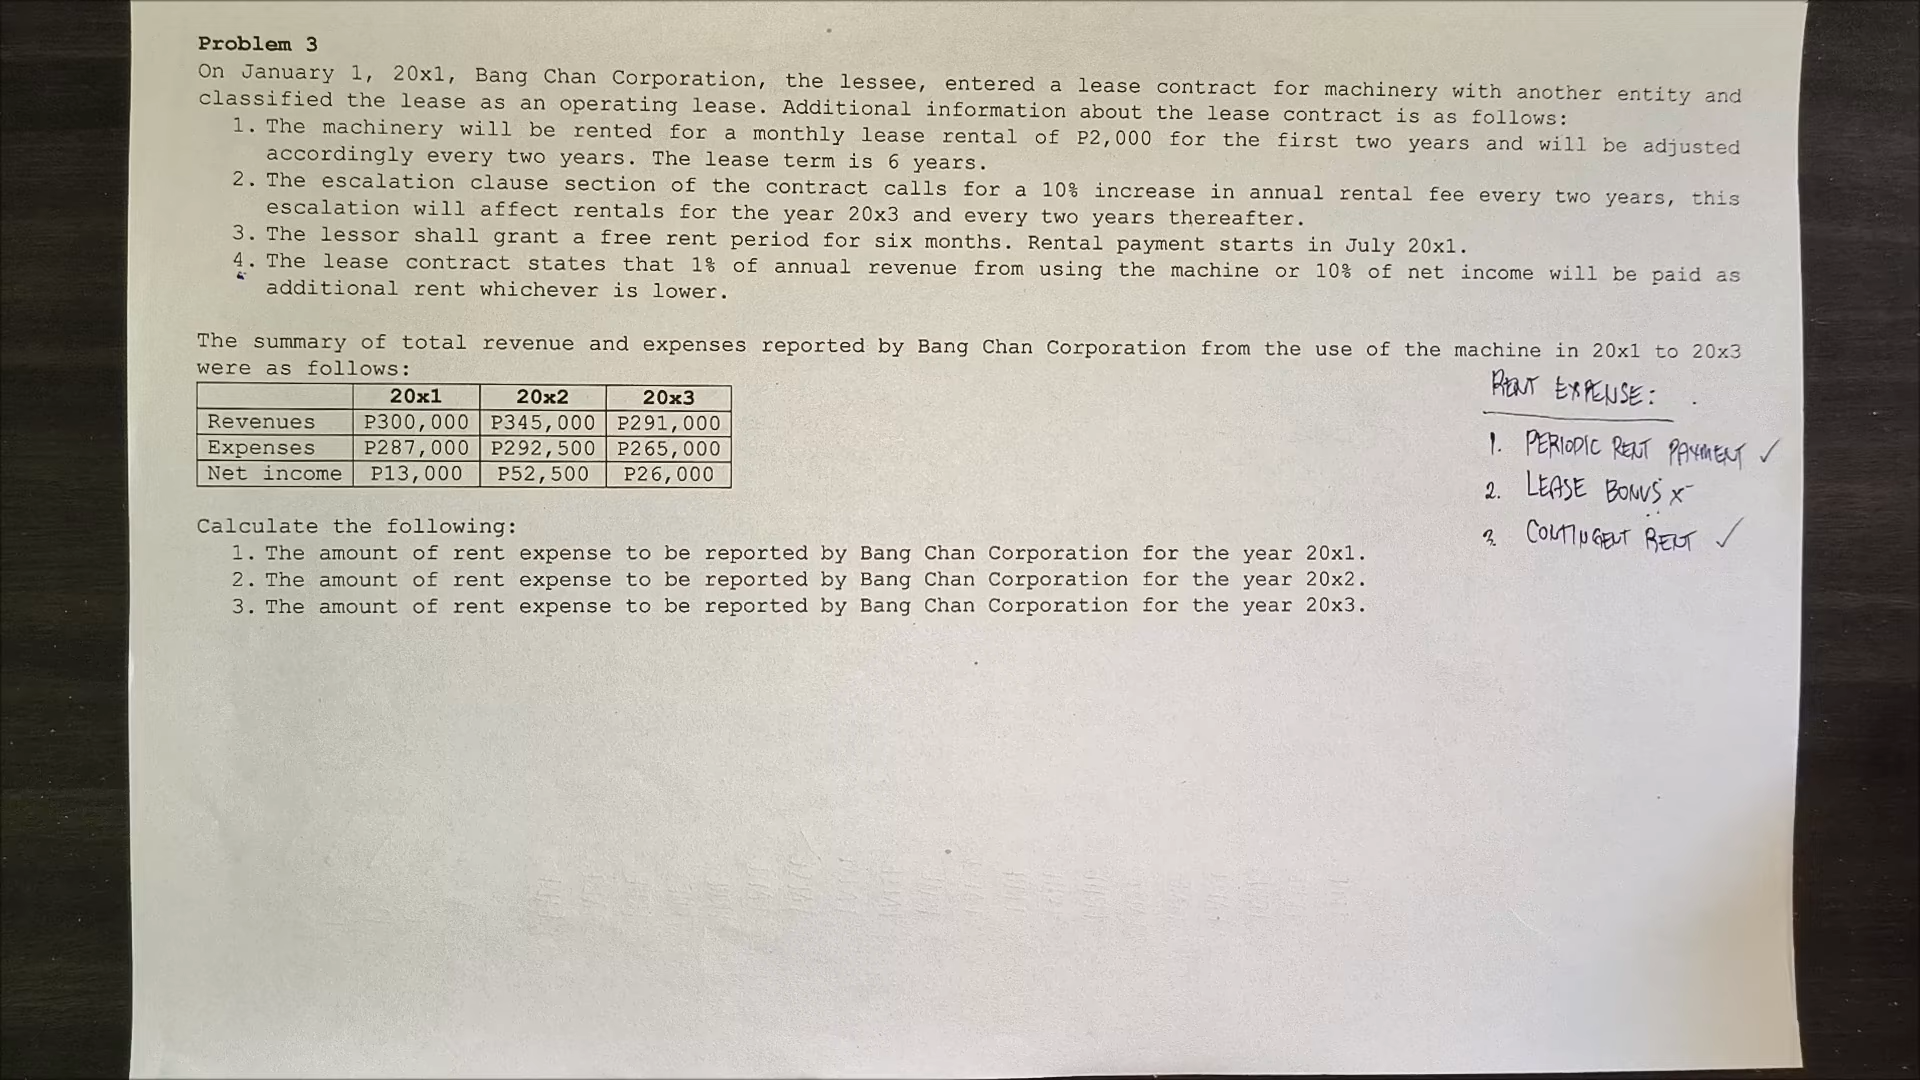 Problem 3
On January 1, 20x1, Bang Chan Corporation, the lessee, entered a lease contract for machinery with another entity and
classified the lease as an operating lease. Additional information about the lease contract is as follows:
1. The machinery will be rented for a monthly lease rental of P2,000 for the first two years and will be adjusted
accordingly every two years. The lease term is 6 years.
2. The escalation clause section of the contract calls for a 10% increase in annual rental fee every two years, this
escalation will affect rentals for the year 20x3 and every two years thereafter.
3. The lessor shall grant a free rent period for six months. Rental payment starts in July 20x1.
4. The lease contract states that 1% of annual revenue from using the machine or 10% of net income will be paid as
additional rent whichever is lower.
The summary of total revenue and expenses reported by Bang Chan Corporation from the use of the machine in 20x1 to 20x3
were as follows:
20x1 20x2 20x3
Revenues P300,000 P345,000 P291,000
Expenses P287,000 P292,500 P265,000
Net income P13,000 P52,500 P26,000
Calculate the following:
1. The amount of rent expense to be reported by Bang Chan Corporation for the year 20x1.
2. The amount of rent expense to be reported by Bang Chan Corporation for the year 20x2.
3. The amount of rent expense to be reported by Bang Chan Corporation for the year 20x3.
RENT EXPENSE:
1. PERIODIC RENT PAYMENT ✓
2. LEASE BONUS x
3. CONTINGENT RENT ✓